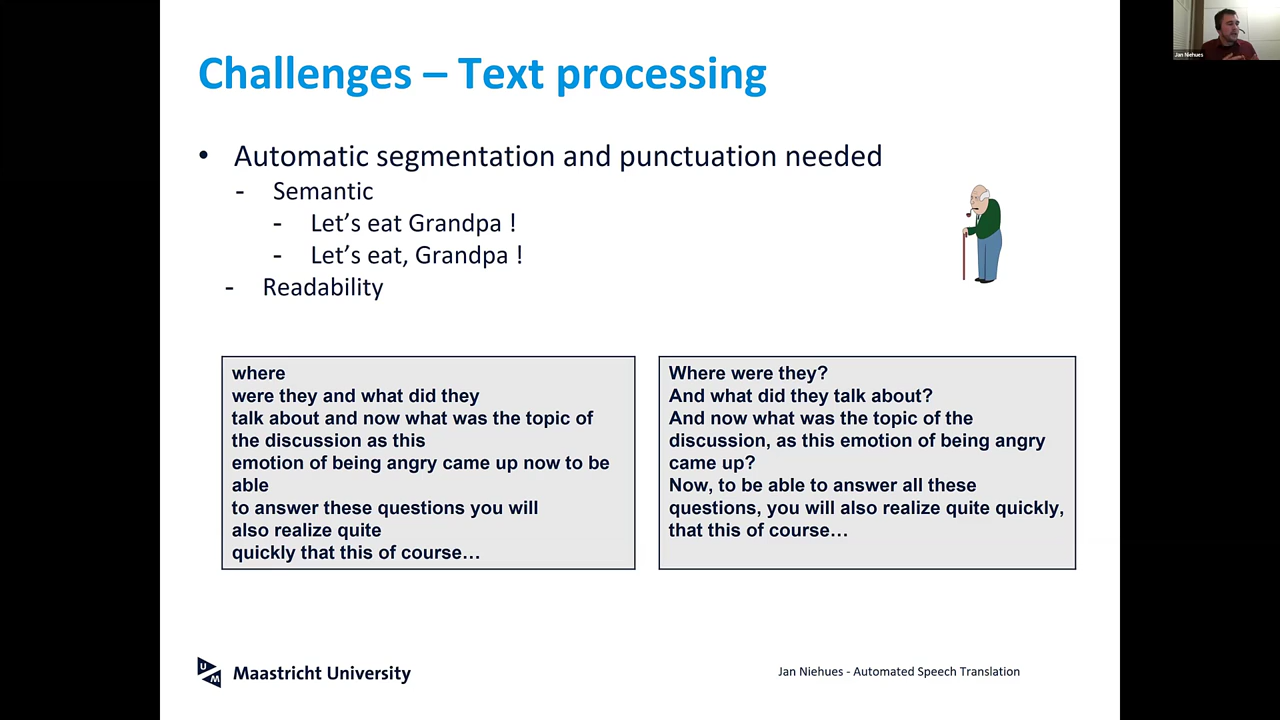 Jan Niehues
Challenges – Text processing
• Automatic segmentation and punctuation needed
- Semantic
- Let’s eat Grandpa !
- Let’s eat, Grandpa !
- Readability
where
were they and what did they
talk about and now what was the topic of
the discussion as this
emotion of being angry came up now to be
able
to answer these questions you will
also realize quite
quickly that this of course…
Where were they?
And what did they talk about?
And now what was the topic of the
discussion, as this emotion of being angry
came up?
Now, to be able to answer all these
questions, you will also realize quite quickly,
that this of course…
UM
Maastricht University
Jan Niehues - Automated Speech Translation